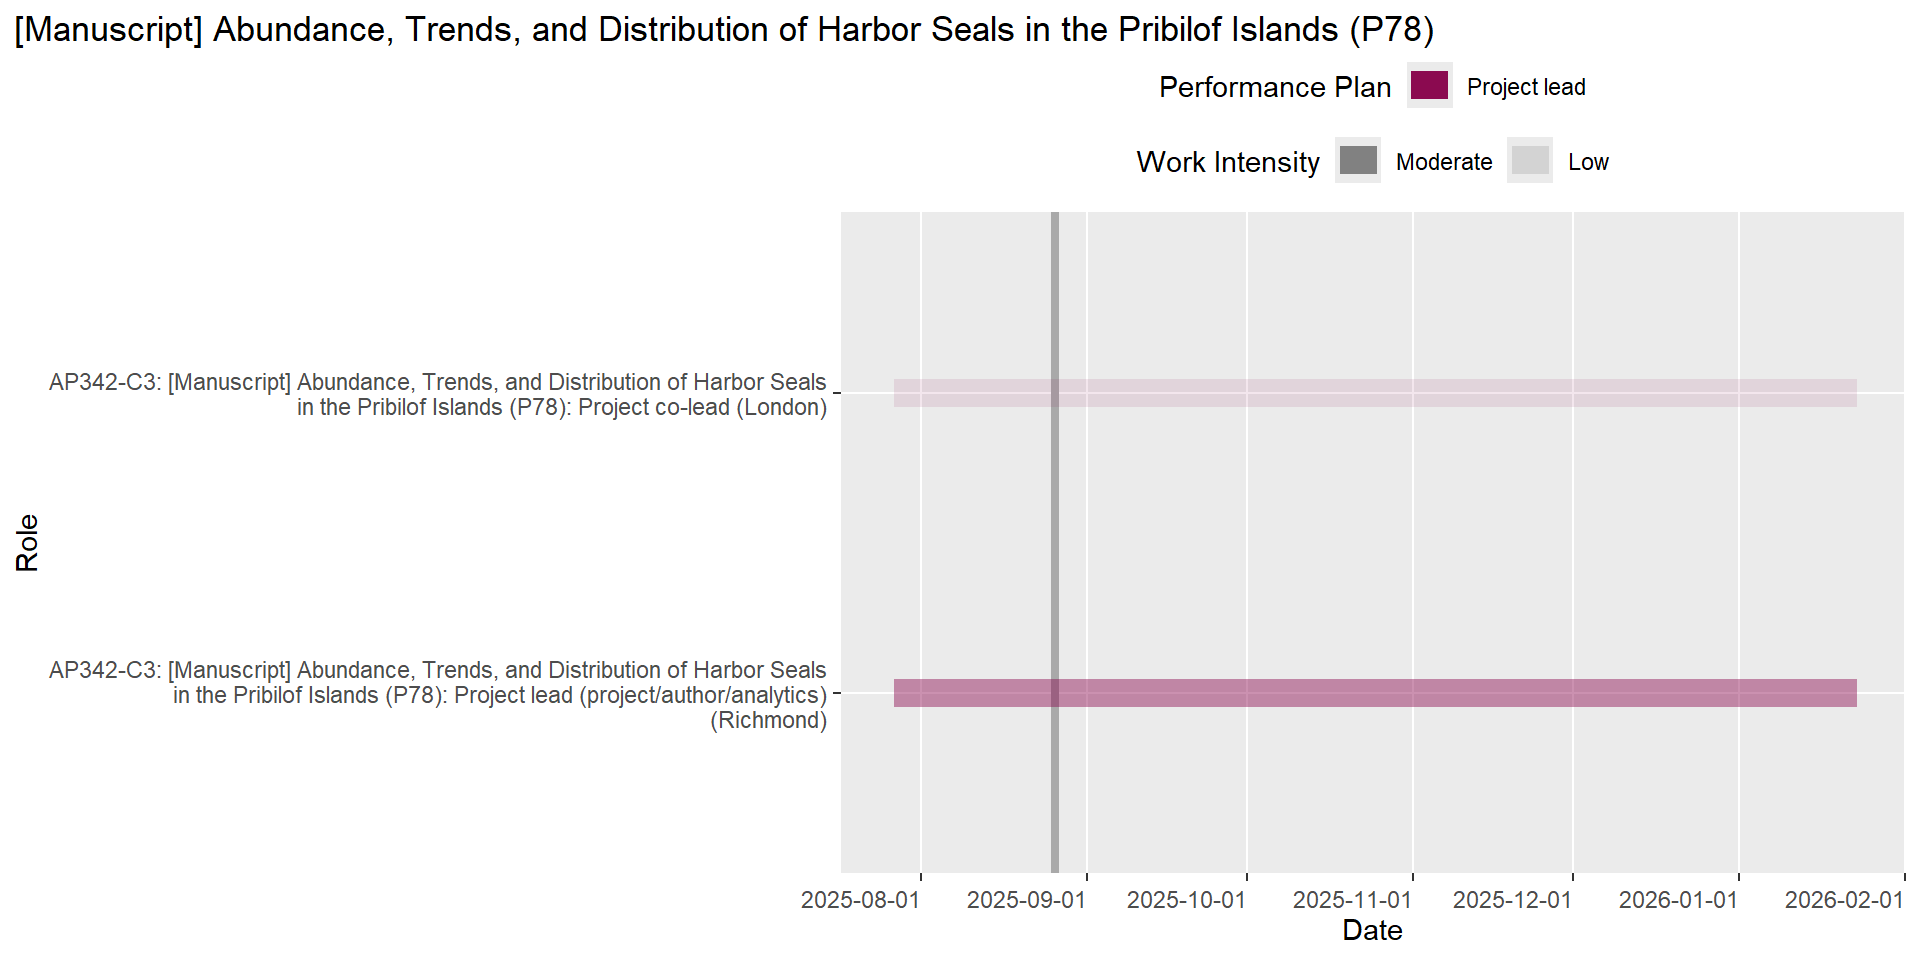 [Manuscript] Abundance, Trends, and Distribution of Harbor Seals in the Pribilof Islands (P78)
Performance Plan Project lead
Work Intensity Moderate Low
AP342-C3: [Manuscript] Abundance, Trends, and Distribution of Harbor Seals
in the Pribilof Islands (P78): Project co-lead (London)
Role
AP342-C3: [Manuscript] Abundance, Trends, and Distribution of Harbor Seals
in the Pribilof Islands (P78): Project lead (project/author/analytics)
(Richmond)
2025-08-01 2025-09-01 2025-10-01 2025-11-01 2025-12-01 2026-01-01 2026-02-01
Date